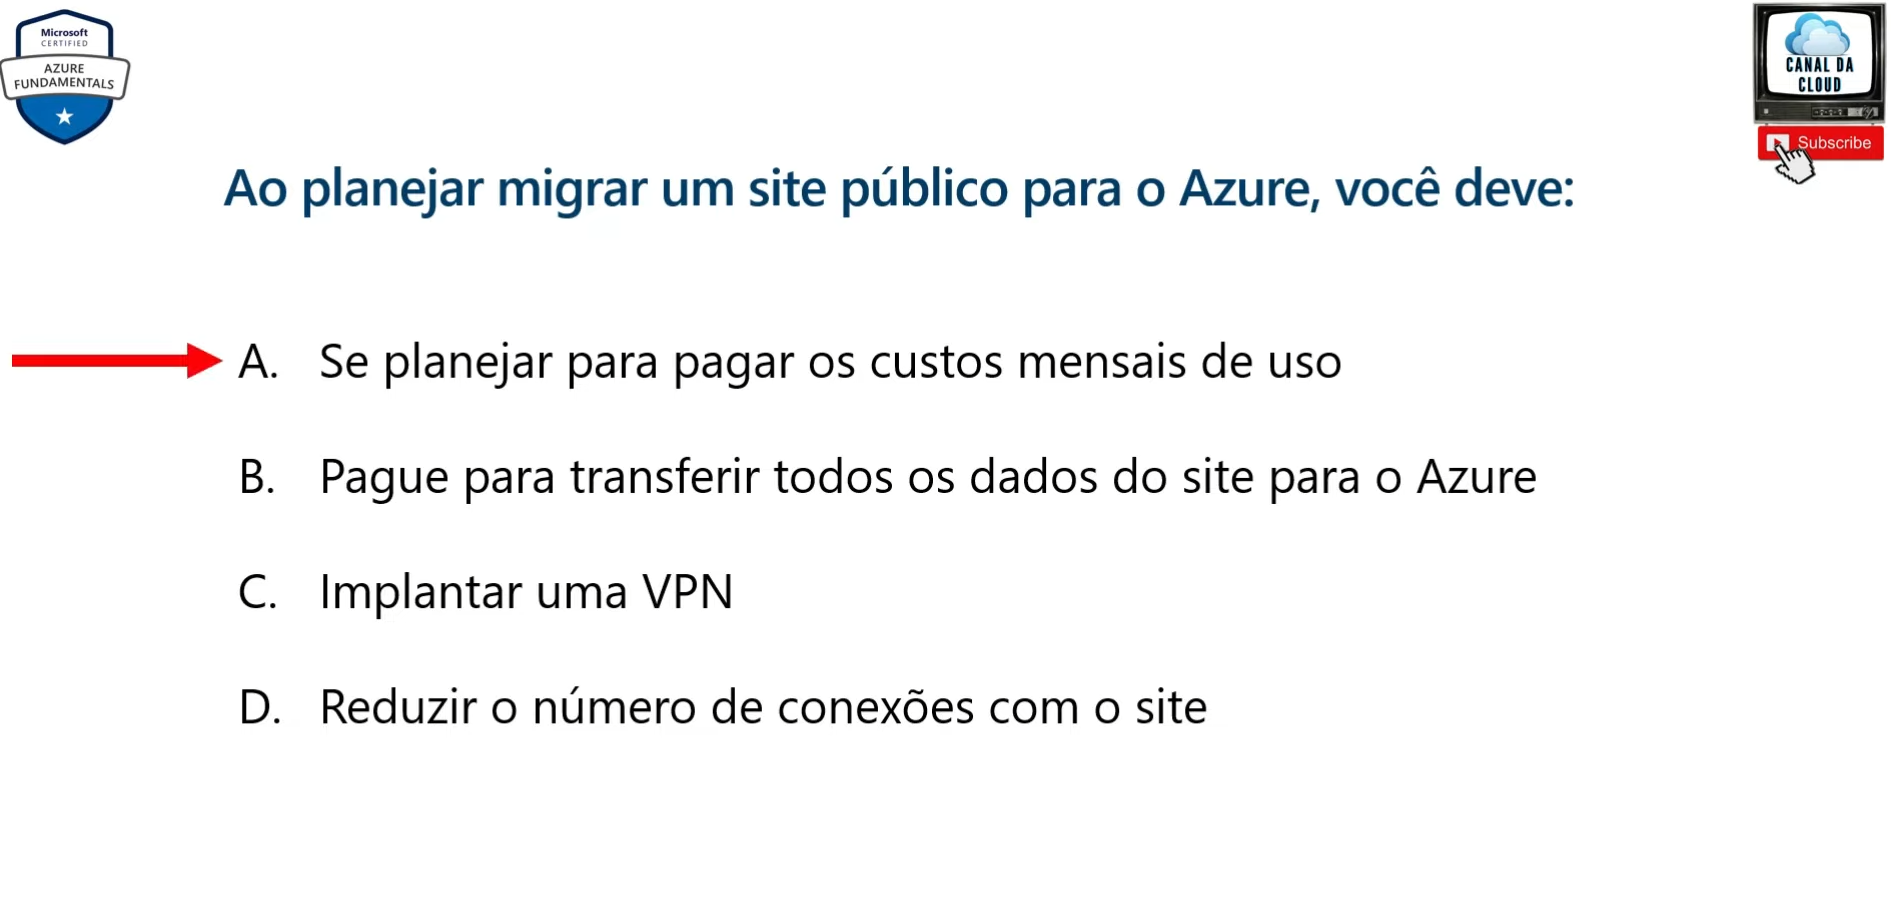 Microsoft
CERTIFIED
AZURE
FUNDAMENTALS
CANAL DA
CLOUD
Subscribe
Ao planejar migrar um site público para o Azure, você deve:
A. Se planejar para pagar os custos mensais de uso
B. Pague para transferir todos os dados do site para o Azure
C. Implantar uma VPN
D. Reduzir o número de conexões com o site